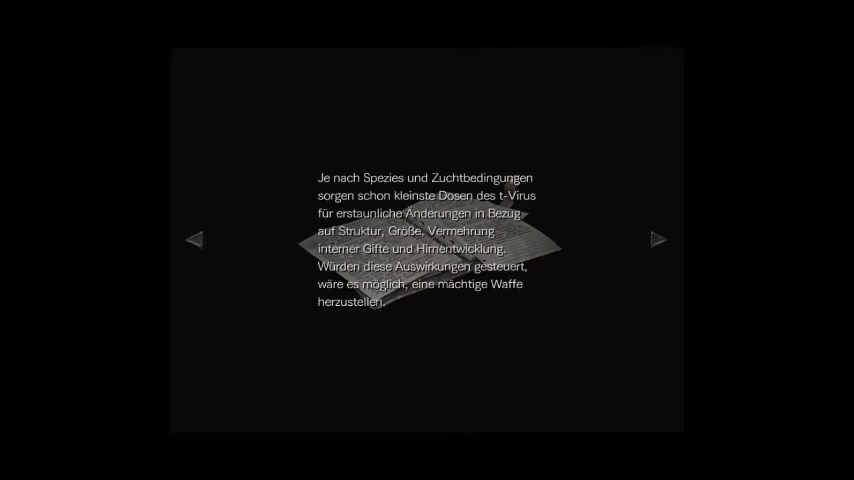 Je nach Spezies und Zuchtbedingungen
sorgen schon kleinste Dosen des t-Virus
für erstaunliche Änderungen in Bezug
auf Struktur, Größe, Vermehrung
interner Gifte und Hirnentwicklung.
Würden diese Auswirkungen gesteuert,
wäre es möglich, eine mächtige Waffe
herzustellen.